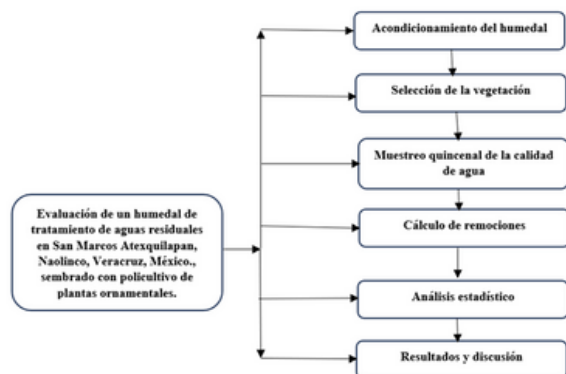 Acondicionamiento del humedal
Selección de la vegetación
Muestreo quincenal de la calidad
de agua
Evaluación de un humedal de
tratamiento de aguas residuales
en San Marcos Atexquilapan,
Naolinco, Veracruz, México.,
sembrado con policultivo de
plantas ornamentales.
Cálculo de remociones
Análisis estadístico
Resultados y discusión